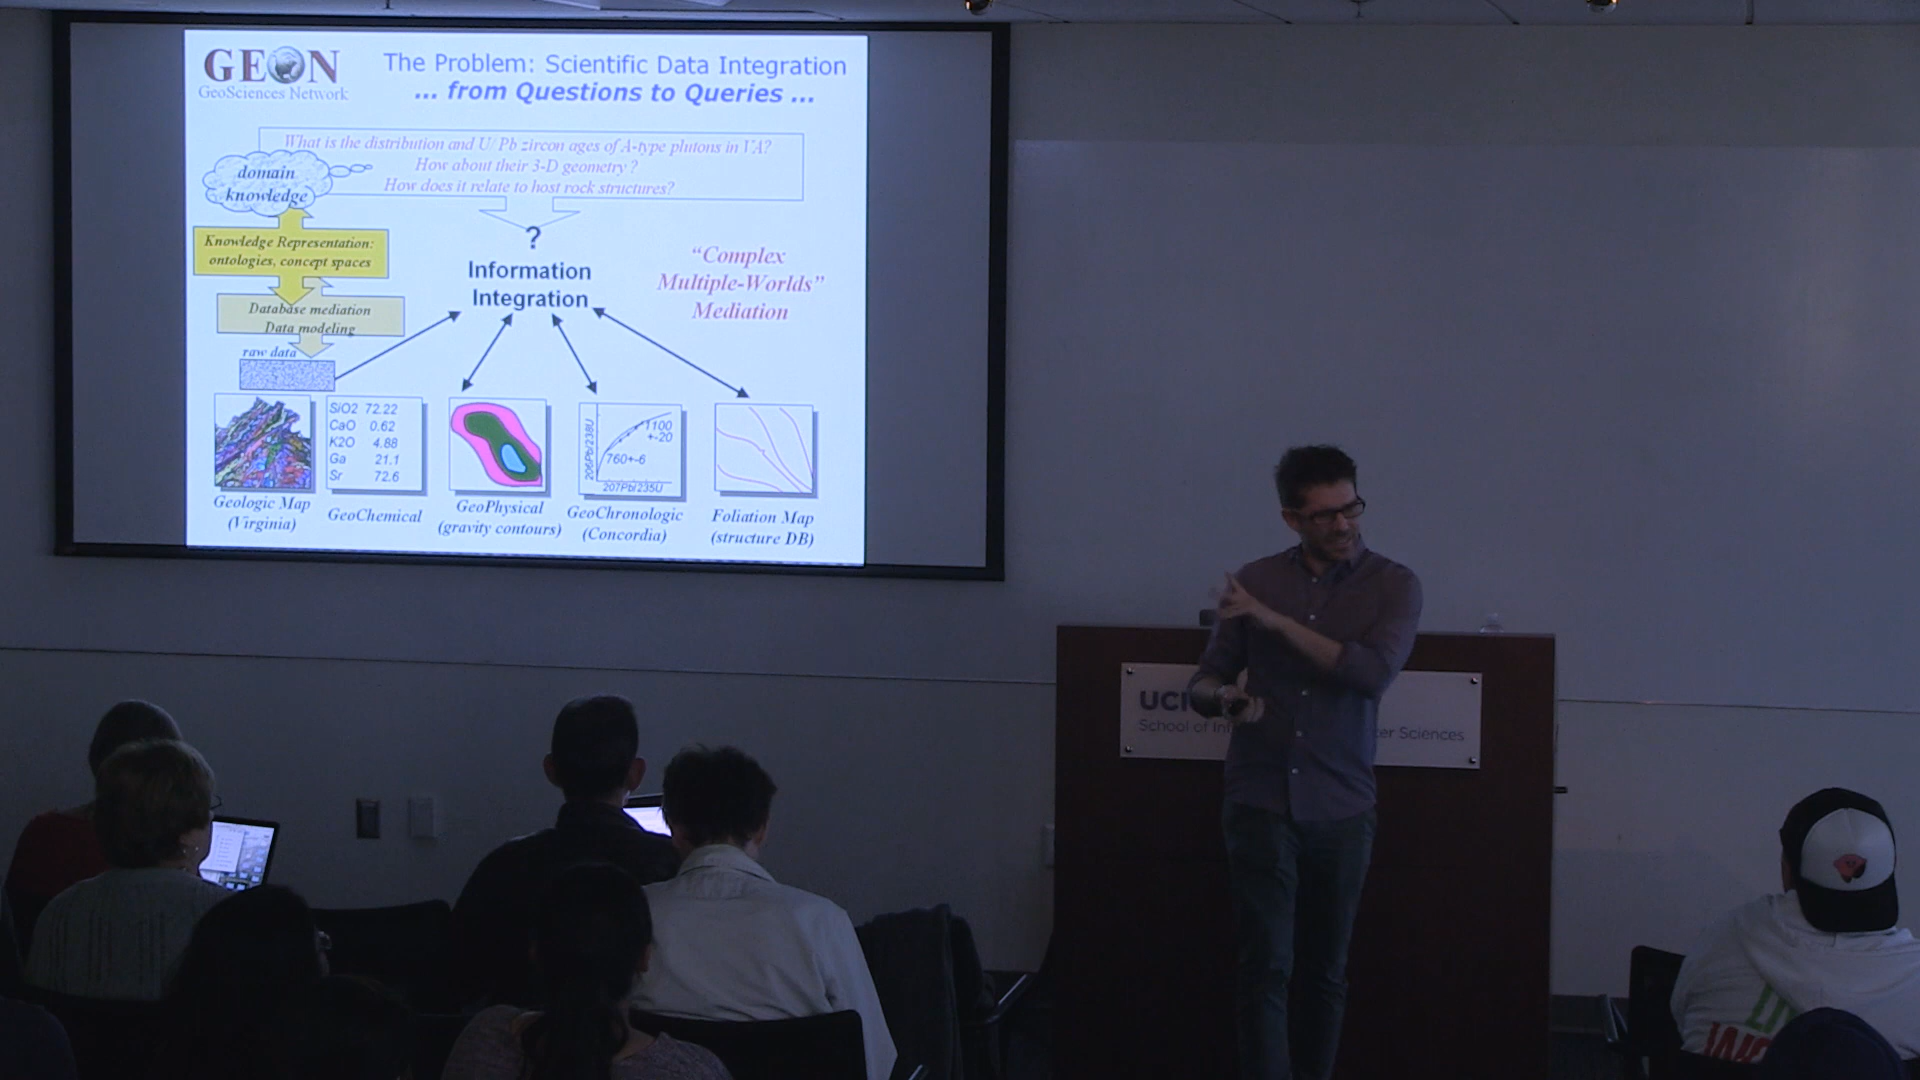 GEON
GeoSciences Network
The Problem: Scientific Data Integration
... from Questions to Queries ...
What is the distribution and U/ Pb zircon ages of A-type plutons in VA?
How about their 3-D geometry ?
How does it relate to host rock structures?
domain
knowledge
Knowledge Representation:
ontologies, concept spaces
Database mediation
Data modeling
raw data
?
Information
Integration
“Complex
Multiple-Worlds”
Mediation
SiO2 72.22
CaO 0.62
K2O 4.88
Ga 21.1
Sr 72.6
206Pb/238U
1100
+-20
760+-6
207Pb/235U
Geologic Map
(Virginia)
GeoChemical
GeoPhysical
(gravity contours)
GeoChronologic
(Concordia)
Foliation Map
(structure DB)
UCI
School of Inf
er Sciences